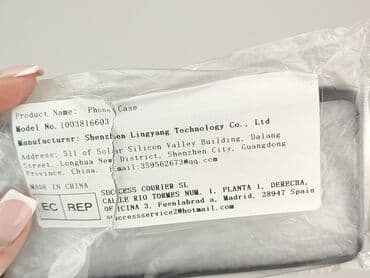 Product Name: Phone Case
Model No.1003816603
Manufacturer: Shenzhen Lingyang Technology Co., Ltd
Address: 511 of Solar Silicon Valley Building, Dalang
Street, Longhua New District, Shenzhen City, Guangdong
Province, China. Email:359562673@qq.com
MADE IN CHINA
EC REP
SUCCESS COURIER SL
CALLE RIO TORMES NUM. 1, PLANTA 1, DERECHA,
OFICINA 3, Fuenlabrad a, Madrid, 28947 Spain
successservice2@hotmail.com